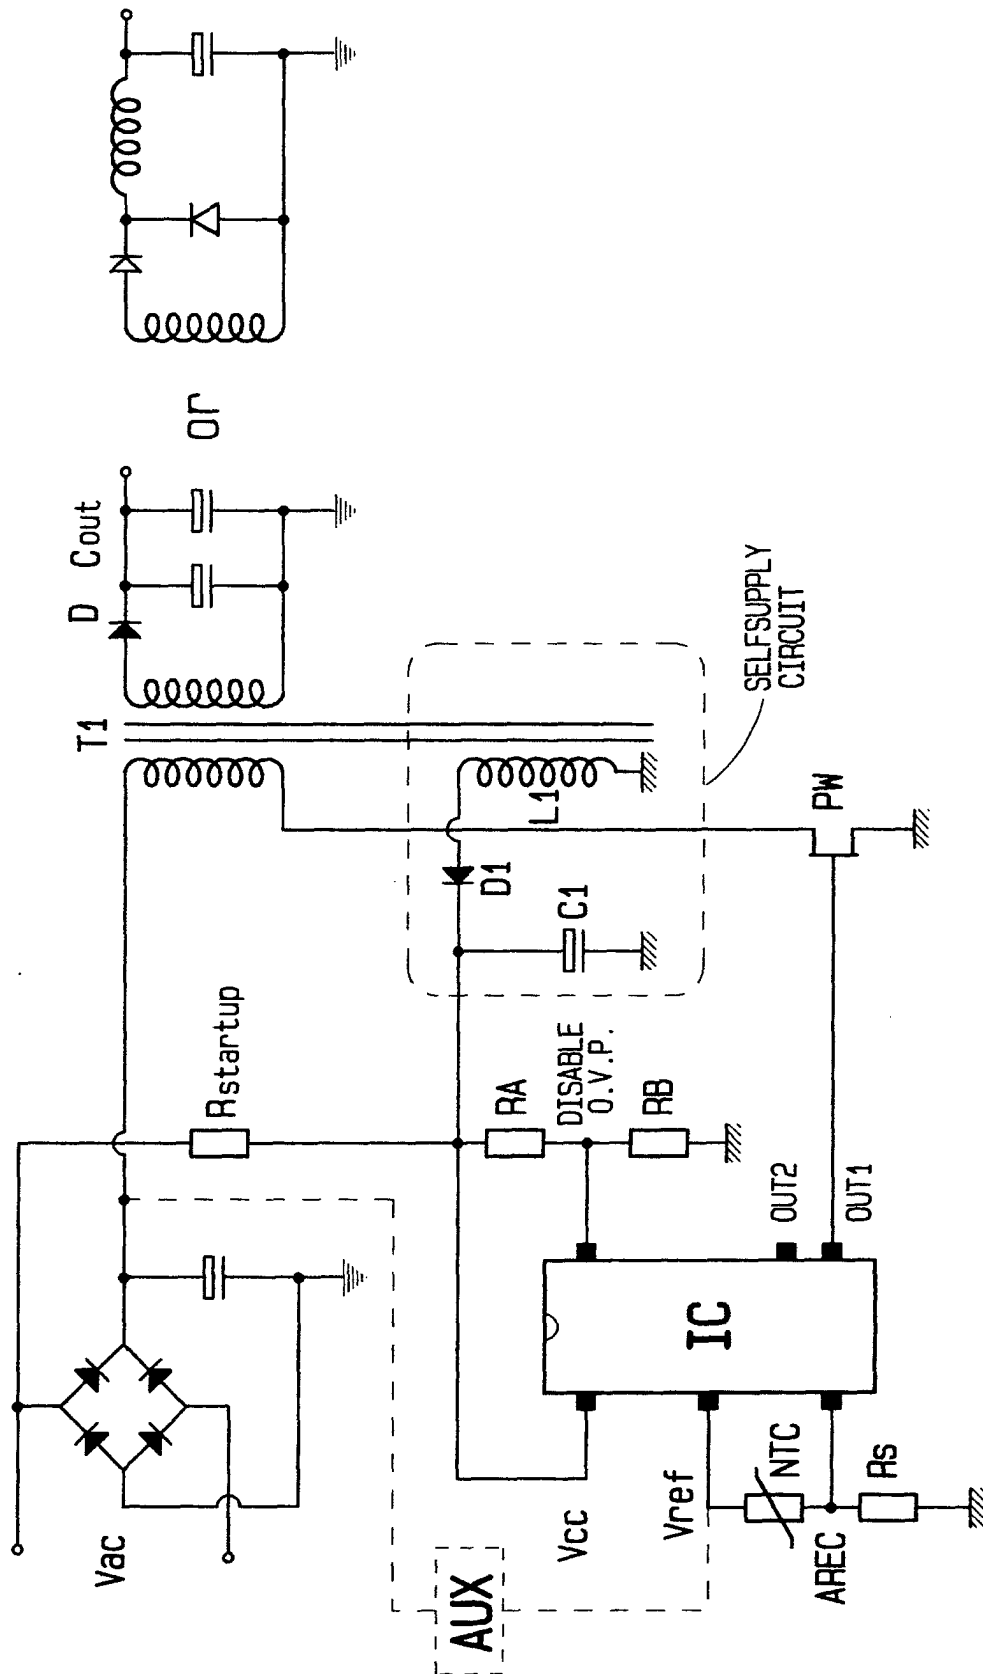 Vac
AUX
Rstartup
T1
D
Cout
or
Vcc
Vref
NTC
AREC
Rs
IC
OUT2
OUT1
RA
DISABLE
O.V.P.
RB
D1
C1
L1
PW
SELFSUPPLY
CIRCUIT